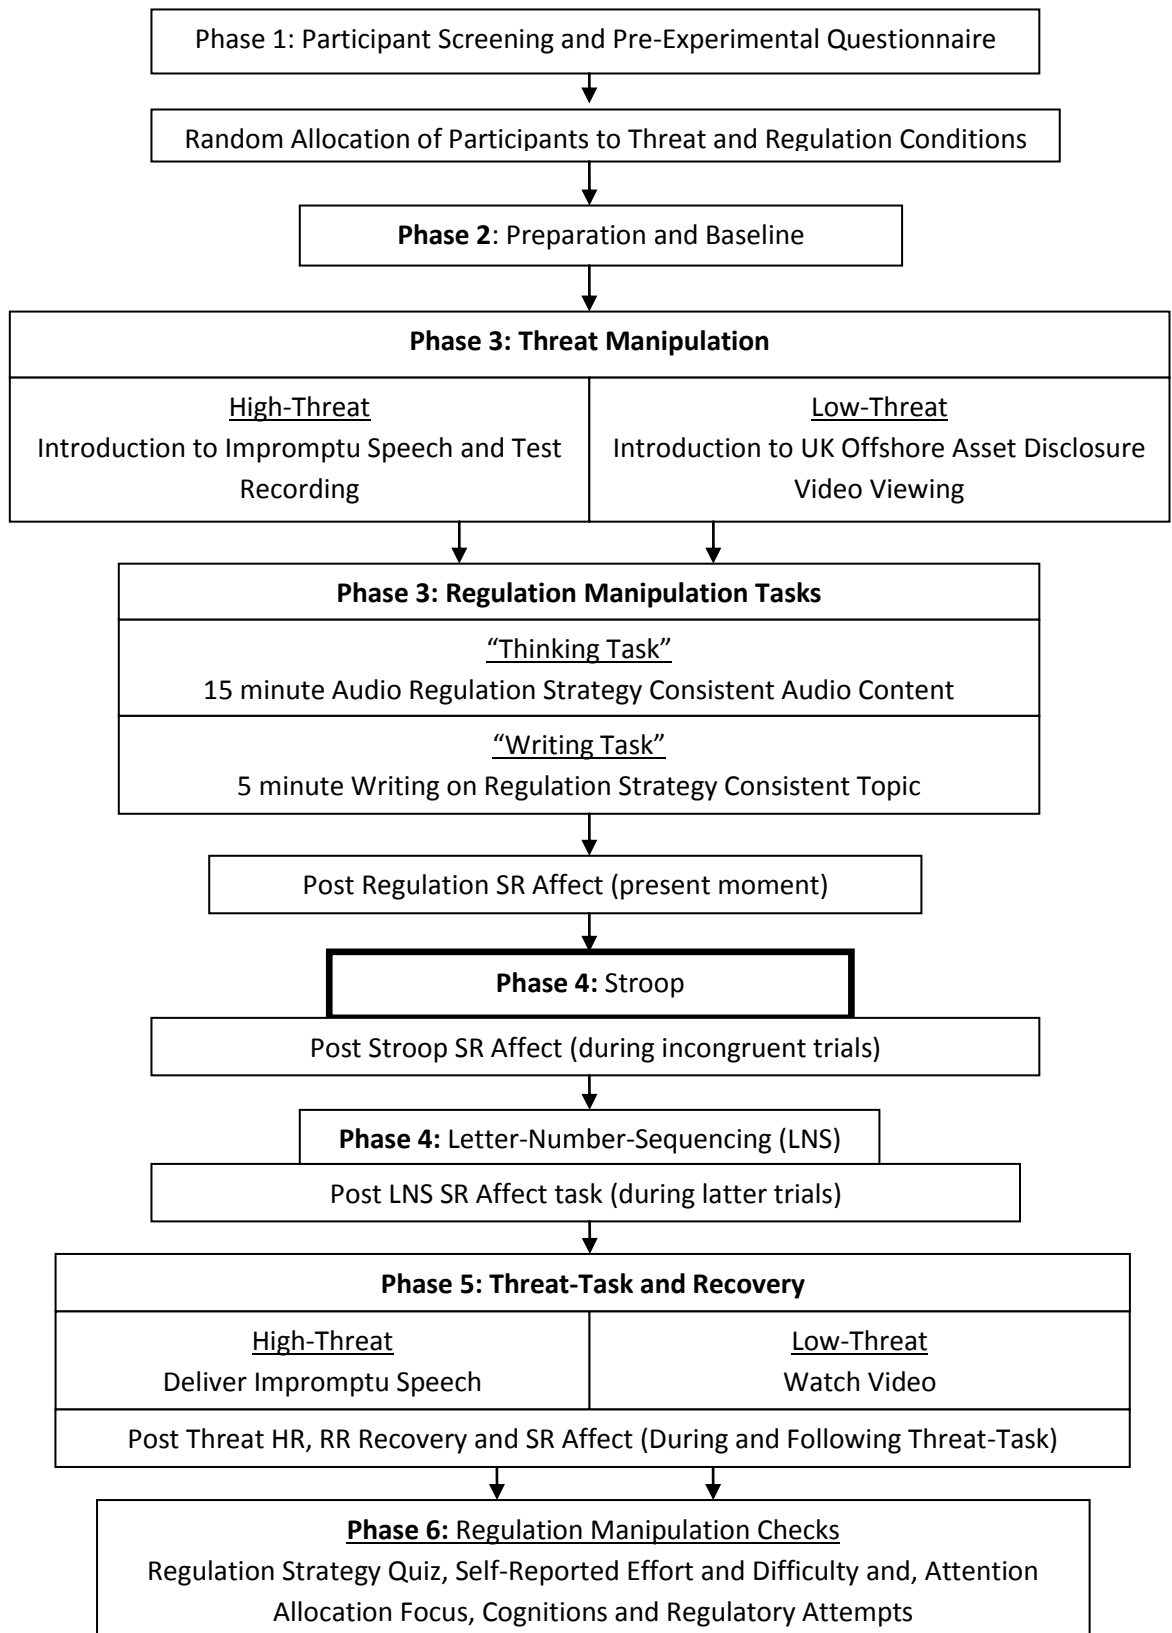 Phase 1: Participant Screening and Pre-Experimental Questionnaire
Random Allocation of Participants to Threat and Regulation Conditions
Phase 2: Preparation and Baseline
Phase 3: Threat Manipulation
High-Threat
Introduction to Impromptu Speech and Test
Recording
Low-Threat
Introduction to UK Offshore Asset Disclosure
Video Viewing
Phase 3: Regulation Manipulation Tasks
“Thinking Task”
15 minute Audio Regulation Strategy Consistent Audio Content
“Writing Task”
5 minute Writing on Regulation Strategy Consistent Topic
Post Regulation SR Affect (present moment)
Phase 4: Stroop
Post Stroop SR Affect (during incongruent trials)
Phase 4: Letter-Number-Sequencing (LNS)
Post LNS SR Affect task (during latter trials)
Phase 5: Threat-Task and Recovery
High-Threat
Deliver Impromptu Speech
Low-Threat
Watch Video
Post Threat HR, RR Recovery and SR Affect (During and Following Threat-Task)
Phase 6: Regulation Manipulation Checks
Regulation Strategy Quiz, Self-Reported Effort and Difficulty and, Attention
Allocation Focus, Cognitions and Regulatory Attempts